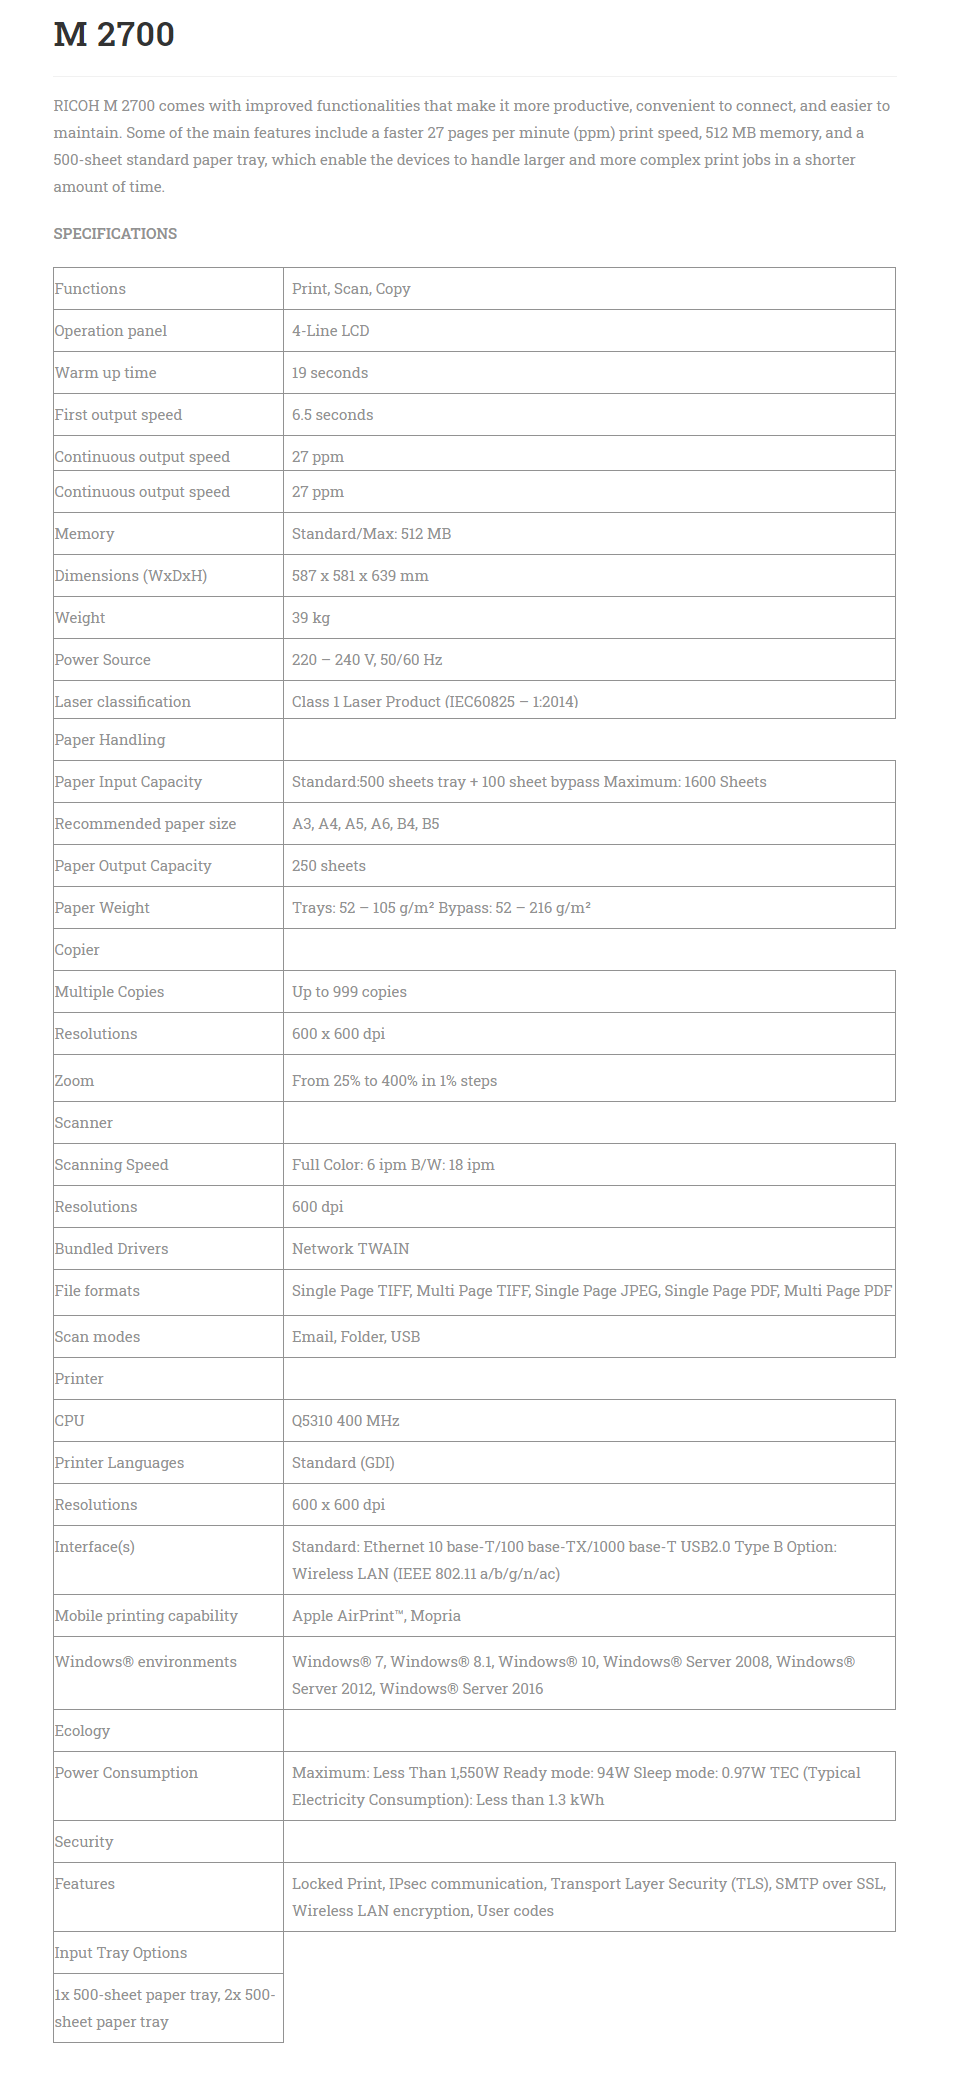 M 2700
RICOH M 2700 comes with improved functionalities that make it more productive, convenient to connect, and easier to
maintain. Some of the main features include a faster 27 pages per minute (ppm) print speed, 512 MB memory, and a
500-sheet standard paper tray, which enable the devices to handle larger and more complex print jobs in a shorter
amount of time.
SPECIFICATIONS
Functions Print, Scan, Copy
Operation panel 4-Line LCD
Warm up time 19 seconds
First output speed 6.5 seconds
Continuous output speed 27 ppm
Continuous output speed 27 ppm
Memory Standard/Max: 512 MB
Dimensions (WxDxH) 587 x 581 x 639 mm
Weight 39 kg
Power Source 220 – 240 V, 50/60 Hz
Laser classification Class 1 Laser Product (IEC60825 – 1:2014)
Paper Handling
Paper Input Capacity Standard:500 sheets tray + 100 sheet bypass Maximum: 1600 Sheets
Recommended paper size A3, A4, A5, A6, B4, B5
Paper Output Capacity 250 sheets
Paper Weight Trays: 52 – 105 g/m² Bypass: 52 – 216 g/m²
Copier
Multiple Copies Up to 999 copies
Resolutions 600 x 600 dpi
Zoom From 25% to 400% in 1% steps
Scanner
Scanning Speed Full Color: 6 ipm B/W: 18 ipm
Resolutions 600 dpi
Bundled Drivers Network TWAIN
File formats Single Page TIFF, Multi Page TIFF, Single Page JPEG, Single Page PDF, Multi Page PDF
Scan modes Email, Folder, USB
Printer
CPU Q5310 400 MHz
Printer Languages Standard (GDI)
Resolutions 600 x 600 dpi
Interface(s) Standard: Ethernet 10 base-T/100 base-TX/1000 base-T USB2.0 Type B Option:
Wireless LAN (IEEE 802.11 a/b/g/n/ac)
Mobile printing capability Apple AirPrint™, Mopria
Windows® environments Windows® 7, Windows® 8.1, Windows® 10, Windows® Server 2008, Windows®
Server 2012, Windows® Server 2016
Ecology
Power Consumption Maximum: Less Than 1,550W Ready mode: 94W Sleep mode: 0.97W TEC (Typical
Electricity Consumption): Less than 1.3 kWh
Security
Features Locked Print, IPsec communication, Transport Layer Security (TLS), SMTP over SSL,
Wireless LAN encryption, User codes
Input Tray Options
1x 500-sheet paper tray, 2x 500-
sheet paper tray